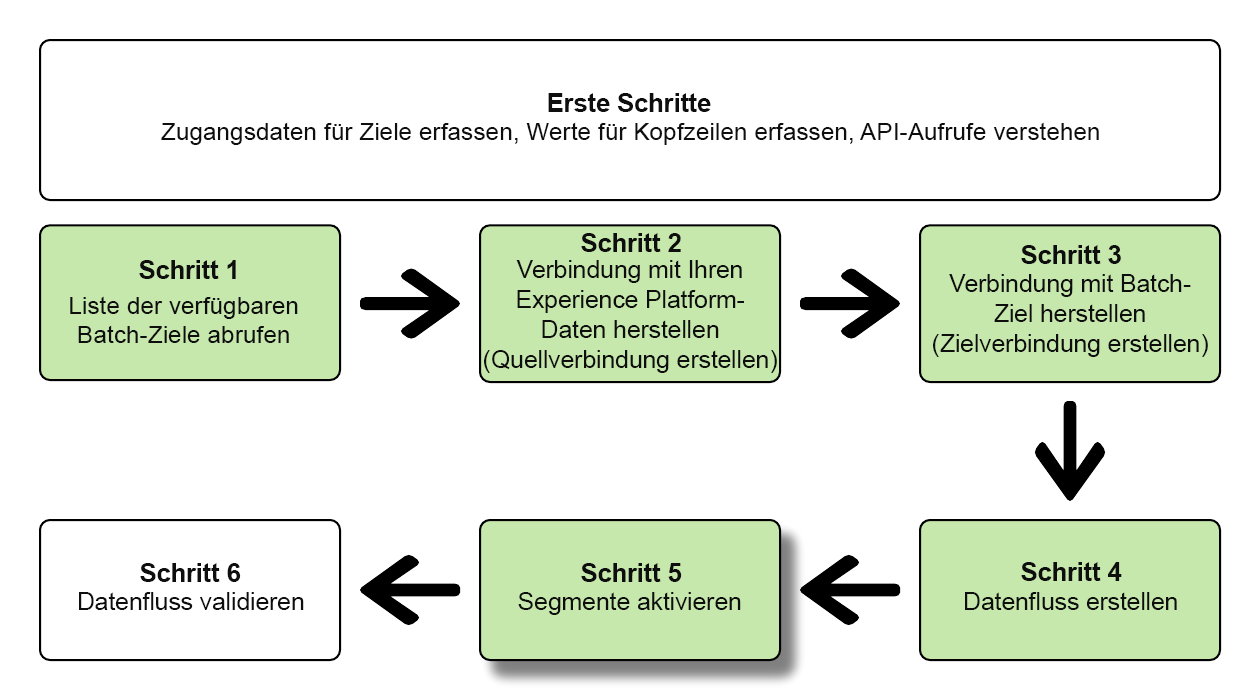 Erste Schritte
Zugangsdaten für Ziele erfassen, Werte für Kopfzeilen erfassen, API-Aufrufe verstehen
Schritt 1
Liste der verfügbaren
Batch-Ziele abrufen
Schritt 2
Verbindung mit Ihren
Experience Platform-
Daten herstellen
(Quellverbindung erstellen)
Schritt 3
Verbindung mit Batch-
Ziel herstellen
(Zielverbindung erstellen)
Schritt 4
Datenfluss erstellen
Schritt 5
Segmente aktivieren
Schritt 6
Datenfluss validieren